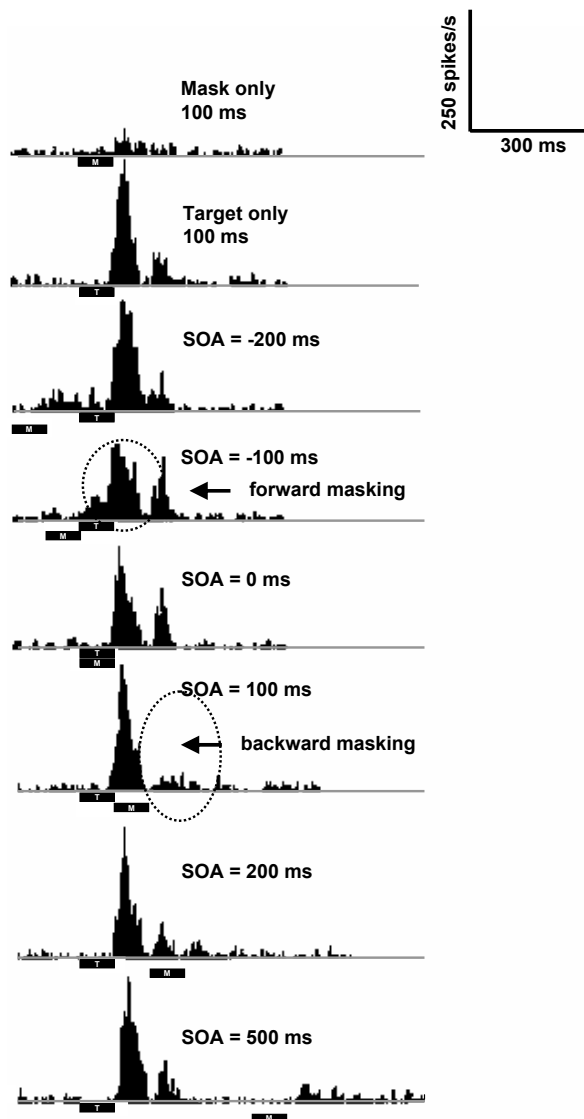 250 spikes/s
300 ms
Mask only
100 ms
M
Target only
100 ms
T
SOA = -200 ms
T
M
SOA = -100 ms
forward masking
T
M
SOA = 0 ms
T
M
SOA = 100 ms
backward masking
T
M
SOA = 200 ms
T
M
SOA = 500 ms
T
M